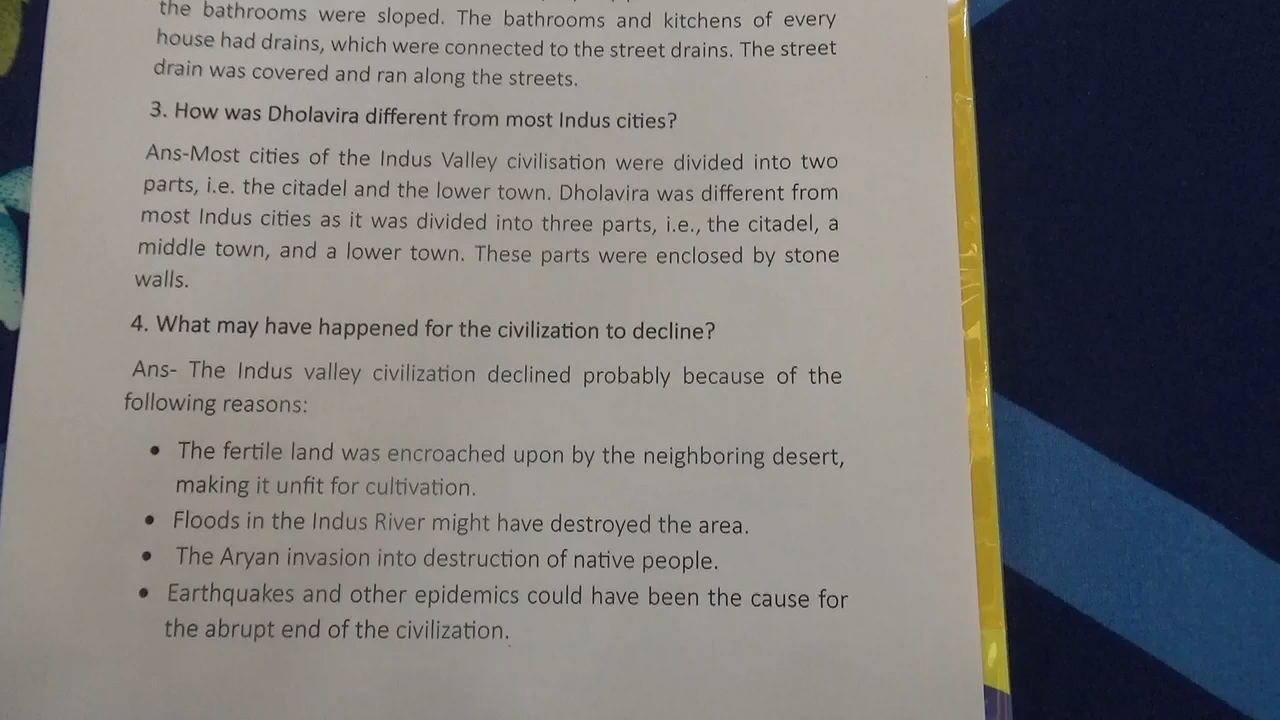 the bathrooms were sloped. The bathrooms and kitchens of every
house had drains, which were connected to the street drains. The street
drain was covered and ran along the streets.
3. How was Dholavira different from most Indus cities?
Ans-Most cities of the Indus Valley civilisation were divided into two
parts, i.e. the citadel and the lower town. Dholavira was different from
most Indus cities as it was divided into three parts, i.e., the citadel, a
middle town, and a lower town. These parts were enclosed by stone
walls.
4. What may have happened for the civilization to decline?
Ans- The Indus valley civilization declined probably because of the
following reasons:
• The fertile land was encroached upon by the neighboring desert,
making it unfit for cultivation.
• Floods in the Indus River might have destroyed the area.
• The Aryan invasion into destruction of native people.
• Earthquakes and other epidemics could have been the cause for
the abrupt end of the civilization.